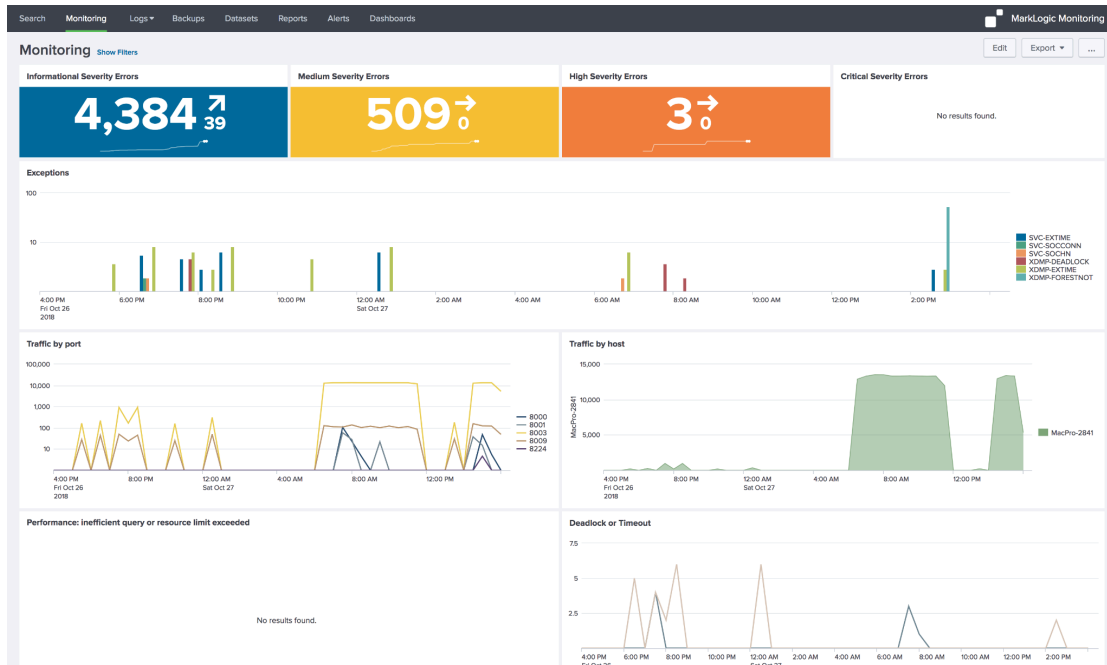 Search Monitoring Logs Backups Datasets Reports Alerts Dashboards MarkLogic Monitoring
Monitoring Show Filters Edit Export ...
Informational Severity Errors
4,384 39
Medium Severity Errors
509 0
High Severity Errors
3 0
Critical Severity Errors
No results found.
Exceptions
100
10
SVC-EXTIME
SVC-SOCCONN
SVC-SOCHN
XDMP-DEADLOCK
XDMP-EXTIME
XDMP-FORESTNOT
4:00 PM 6:00 PM 8:00 PM 10:00 PM 12:00 AM 2:00 AM 4:00 AM 6:00 AM 8:00 AM 10:00 AM 12:00 PM 2:00 PM
Fri Oct 26 Sat Oct 27
2018
Traffic by port
100,000
10,000
1,000
100
10
8000
8001
8003
8009
8224
4:00 PM 8:00 PM 12:00 AM 4:00 AM 8:00 AM 12:00 PM
Fri Oct 26 Sat Oct 27
2018
Traffic by host
15,000
10,000
5,000
MacPro-2841
MacPro-2841
4:00 PM 8:00 PM 12:00 AM 4:00 AM 8:00 AM 12:00 PM
Fri Oct 26 Sat Oct 27
2018
Performance: inefficient query or resource limit exceeded
No results found.
Deadlock or Timeout
7.5
5
2.5
4:00 PM 6:00 PM 8:00 PM 10:00 PM 12:00 AM 2:00 AM 4:00 AM 6:00 AM 8:00 AM 10:00 AM 12:00 PM 2:00 PM
Fri Oct 26 Sat Oct 27